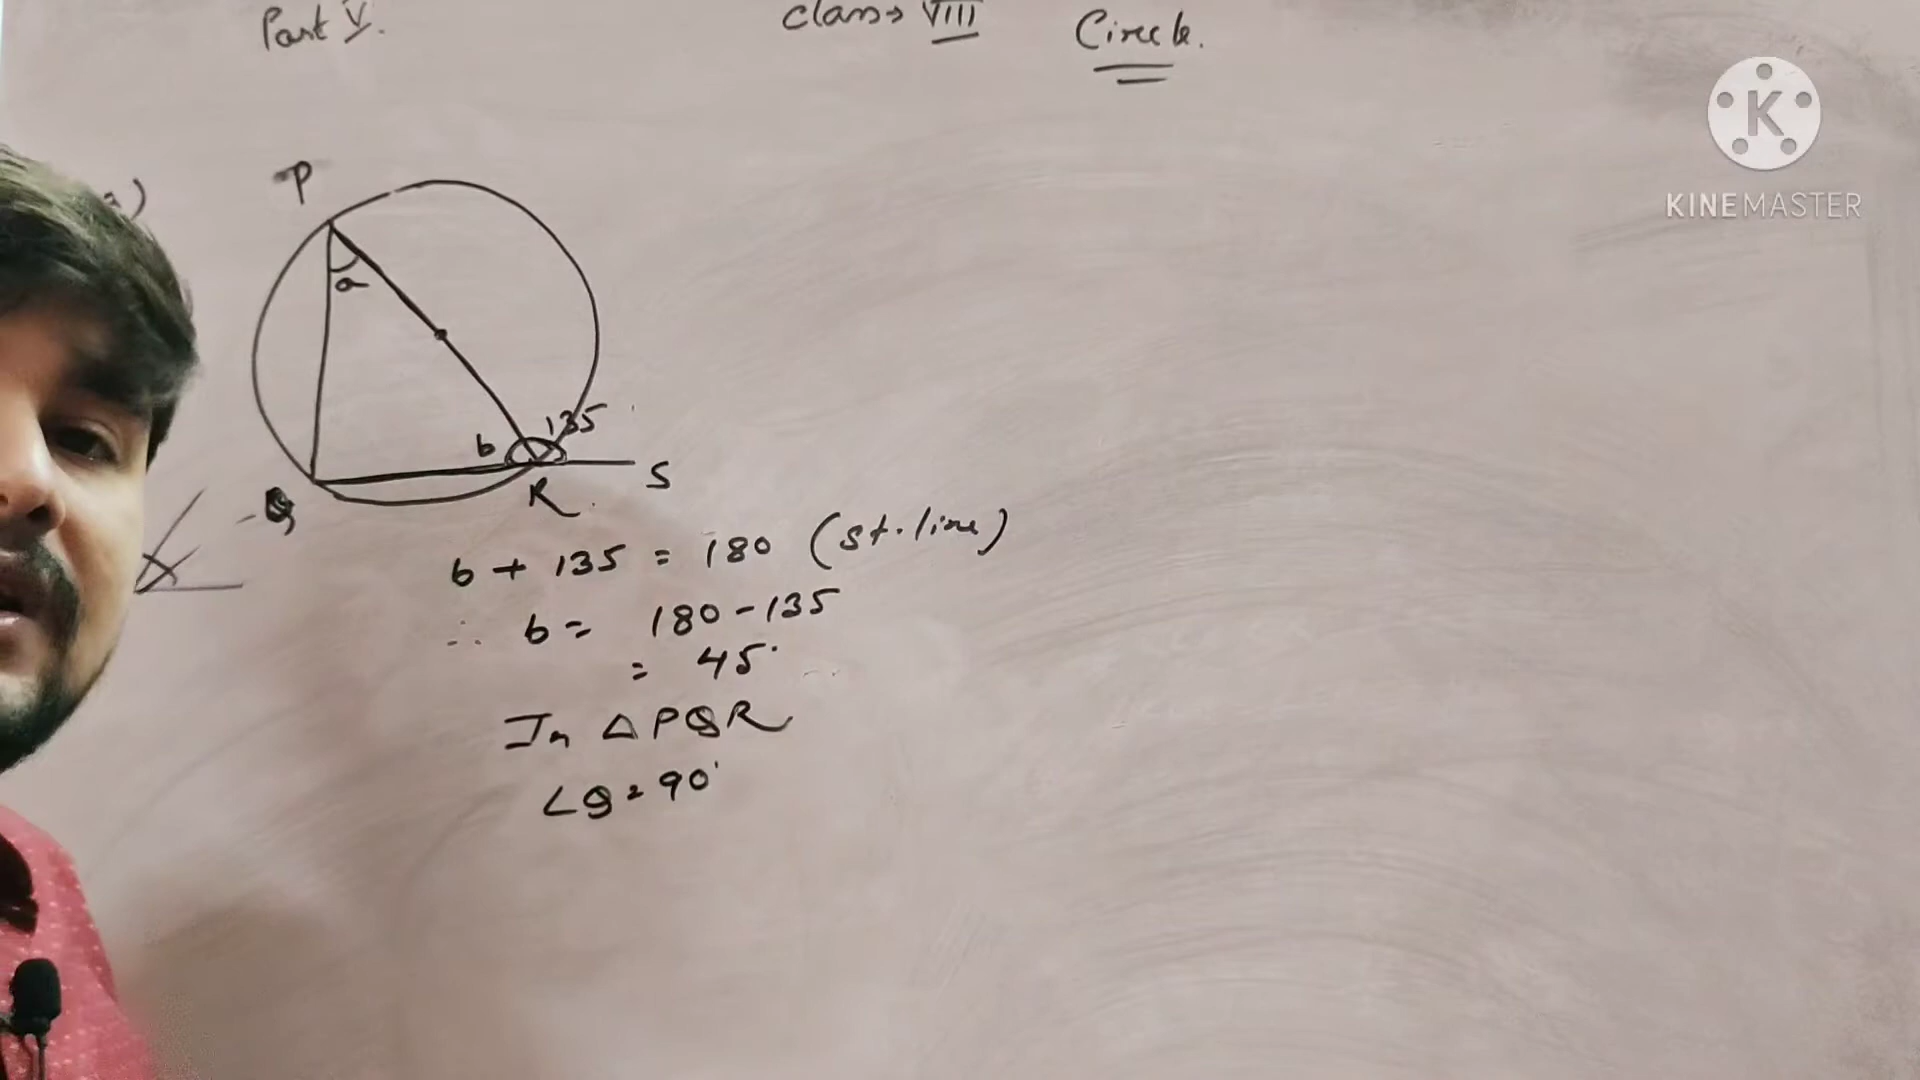 Part V.
Class → VIII
Circle.
K
KINEMASTER
a)
P
a
b
135
S
Q
R.
b + 135 = 180 (st. line)
∴ b = 180 - 135
= 45°
In △PQR
∠Q = 90°